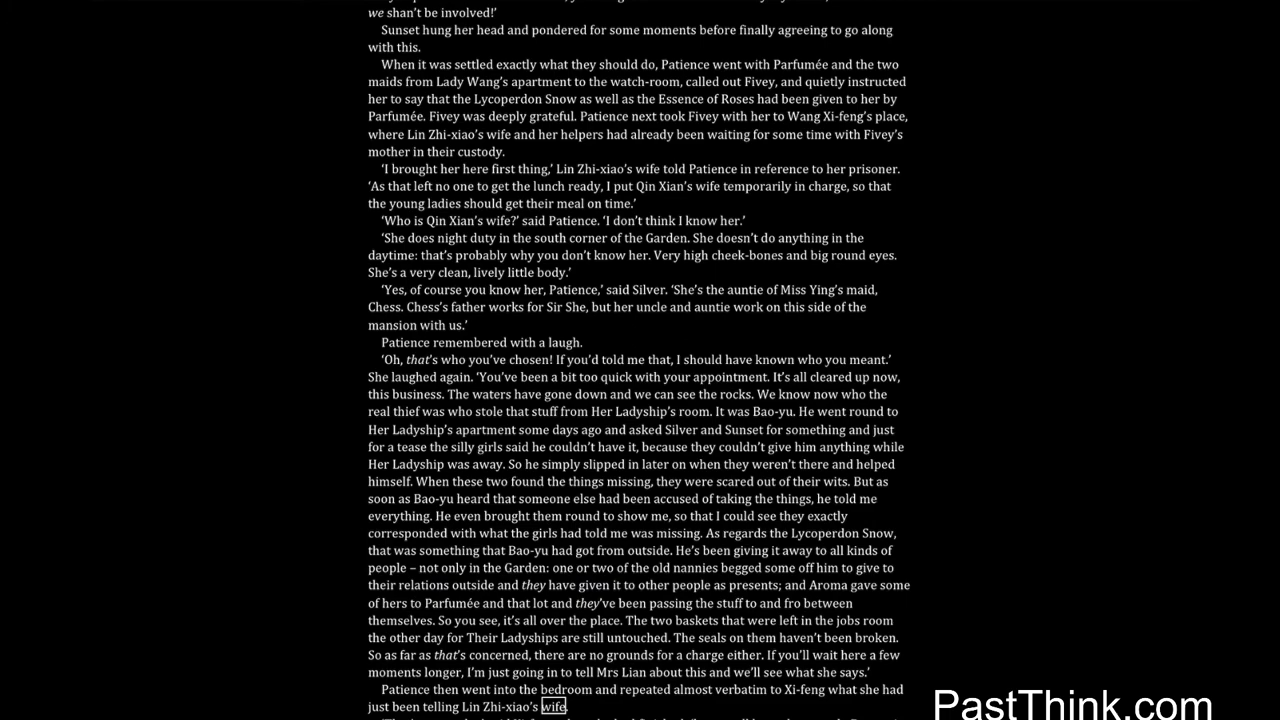 we shan't be involved!'
Sunset hung her head and pondered for some moments before finally agreeing to go along
with this.
When it was settled exactly what they should do, Patience went with Parfumée and the two
maids from Lady Wang's apartment to the watch-room, called out Fivey, and quietly instructed
her to say that the Lycoperdon Snow as well as the Essence of Roses had been given to her by
Parfumée. Fivey was deeply grateful. Patience next took Fivey with her to Wang Xi-feng's place,
where Lin Zhi-xiao's wife and her helpers had already been waiting for some time with Fivey's
mother in their custody.
'I brought her here first thing,' Lin Zhi-xiao's wife told Patience in reference to her prisoner.
'As that left no one to get the lunch ready, I put Qin Xian's wife temporarily in charge, so that
the young ladies should get their meal on time.'
'Who is Qin Xian's wife?' said Patience. 'I don't think I know her.'
'She does night duty in the south corner of the Garden. She doesn't do anything in the
daytime: that's probably why you don't know her. Very high cheek-bones and big round eyes.
She's a very clean, lively little body.'
'Yes, of course you know her, Patience,' said Silver. 'She's the auntie of Miss Ying's maid,
Chess. Chess's father works for Sir She, but her uncle and auntie work on this side of the
mansion with us.'
Patience remembered with a laugh.
'Oh, that's who you've chosen! If you'd told me that, I should have known who you meant.'
She laughed again. 'You've been a bit too quick with your appointment. It's all cleared up now,
this business. The waters have gone down and we can see the rocks. We know now who the
real thief was who stole that stuff from Her Ladyship's room. It was Bao-yu. He went round to
Her Ladyship's apartment some days ago and asked Silver and Sunset for something and just
for a tease the silly girls said he couldn't have it, because they couldn't give him anything while
Her Ladyship was away. So he simply slipped in later on when they weren't there and helped
himself. When these two found the things missing, they were scared out of their wits. But as
soon as Bao-yu heard that someone else had been accused of taking the things, he told me
everything. He even brought them round to show me, so that I could see they exactly
corresponded with what the girls had told me was missing. As regards the Lycoperdon Snow,
that was something that Bao-yu had got from outside. He's been giving it away to all kinds of
people – not only in the Garden: one or two of the old nannies begged some off him to give to
their relations outside and they have given it to other people as presents; and Aroma gave some
of hers to Parfumée and that lot and they've been passing the stuff to and fro between
themselves. So you see, it's all over the place. The two baskets that were left in the jobs room
the other day for Their Ladyships are still untouched. The seals on them haven't been broken.
So as far as that's concerned, there are no grounds for a charge either. If you'll wait here a few
moments longer, I'm just going in to tell Mrs Lian about this and we'll see what she says.'
Patience then went into the bedroom and repeated almost verbatim to Xi-feng what she had
just been telling Lin Zhi-xiao's wife.
PastThink.com